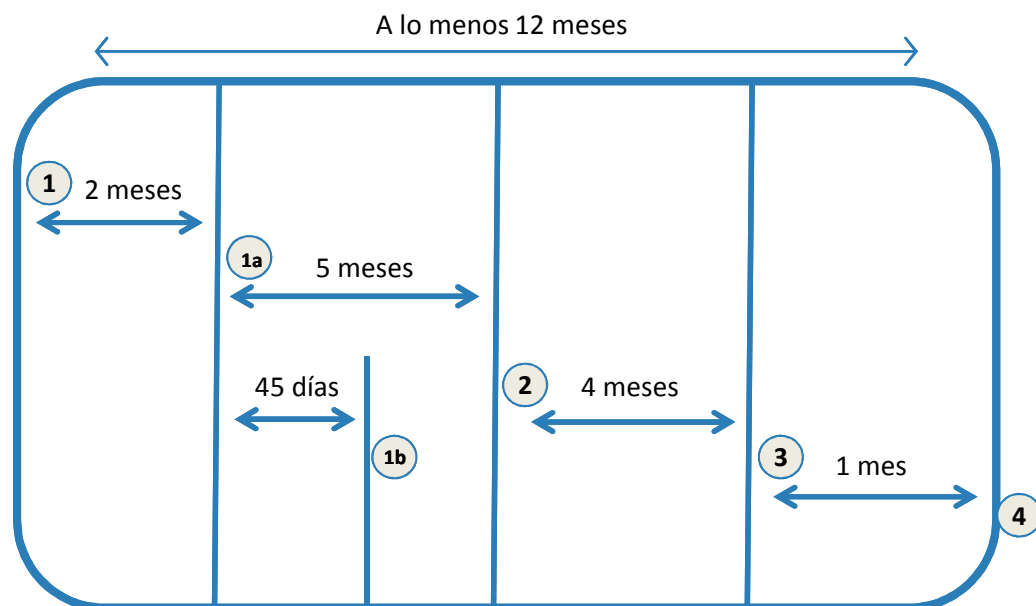 A lo menos 12 meses
1
2 meses
1a
5 meses
45 días
1b
2
4 meses
3
1 mes
4